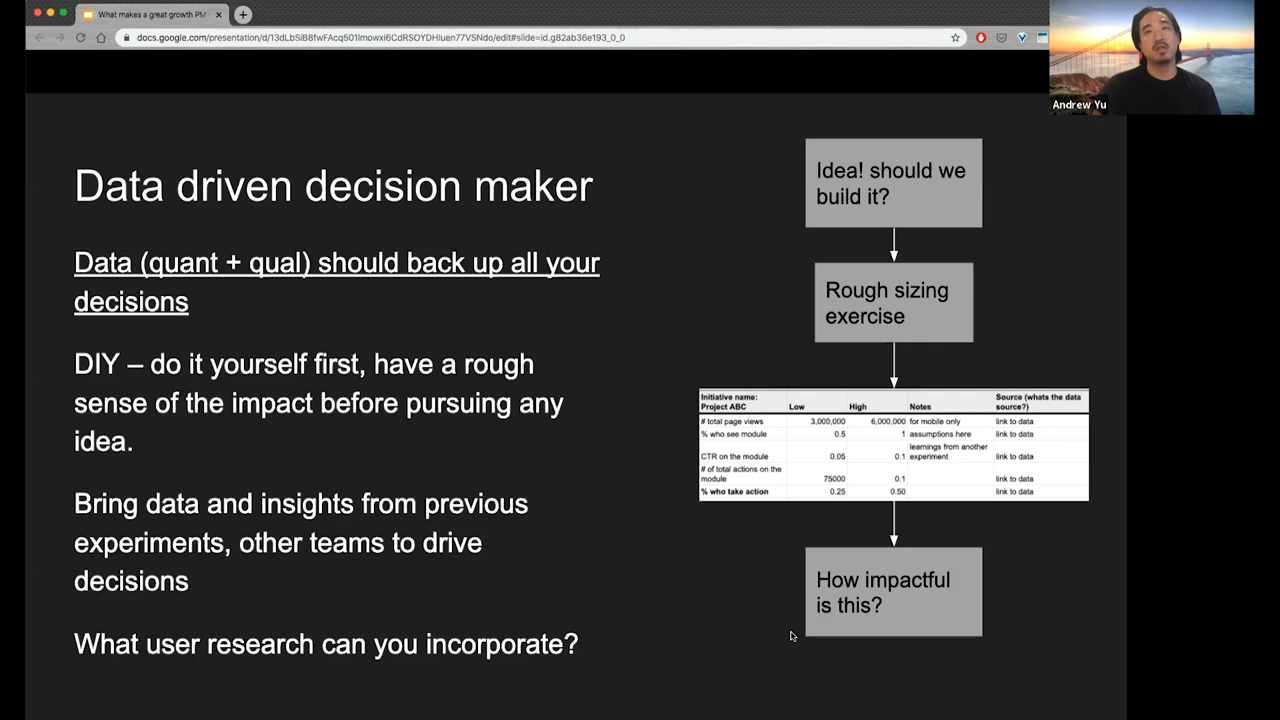 What makes a great growth PM
docs.google.com/presentation/d/13dLbSiB8fwFAcq501lmowxi6CdRSOYDHluen77VSNdo/edit#slide=id.g82ab36e193_0_0
Andrew Yu
Data driven decision maker
Data (quant + qual) should back up all your
decisions
DIY – do it yourself first, have a rough
sense of the impact before pursuing any
idea.
Bring data and insights from previous
experiments, other teams to drive
decisions
What user research can you incorporate?
Idea! should we
build it?
Rough sizing
exercise
Initiative name:
Project ABC Low High Notes Source (whats the data
source?)
# total page views 3,000,000 6,000,000 for mobile only link to data
% who see module 0.5 1 assumptions here link to data
CTR on the module 0.05 0.1 learnings from another
experiment link to data
# of total actions on the
module 75000 0.1 link to data
% who take action 0.25 0.50 link to data
How impactful
is this?